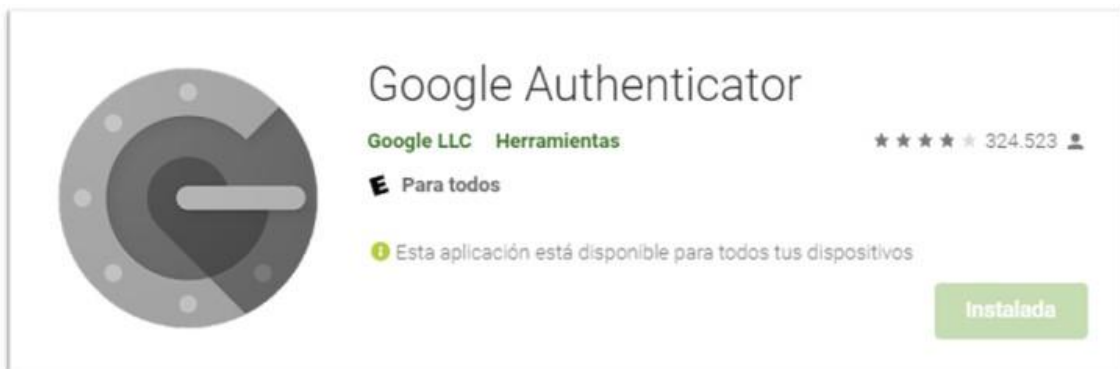 Google Authenticator
Google LLC Herramientas 324.523
E Para todos
Esta aplicación está disponible para todos tus dispositivos
Instalada